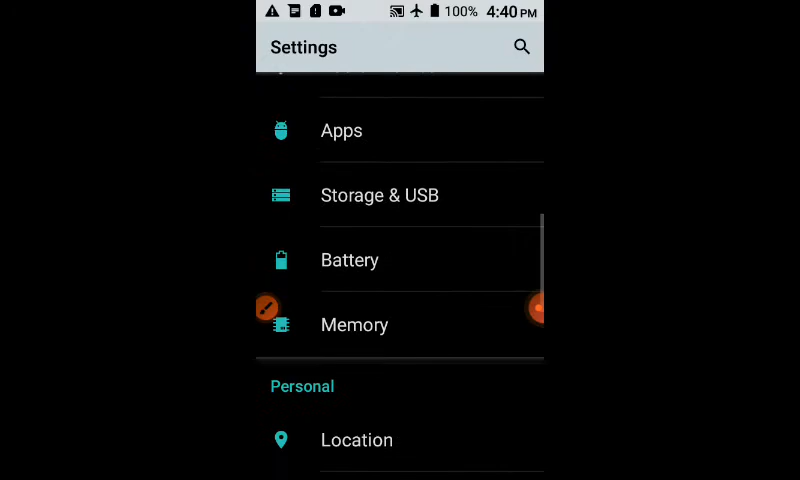 100% 4:40 PM
Settings
Apps
Storage & USB
Battery
Memory
Personal
Location